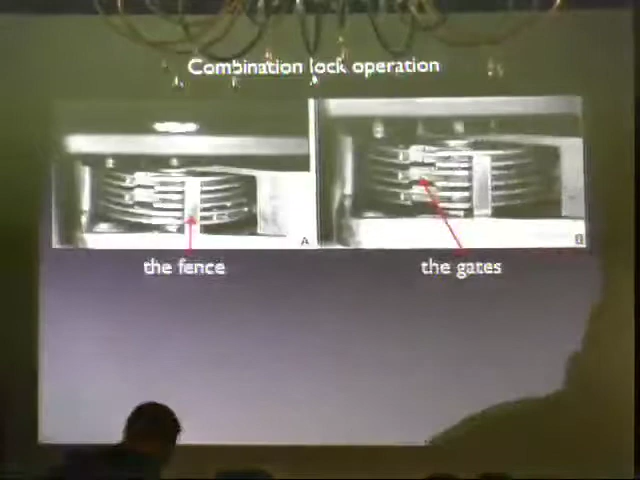 Combination lock operation
A
B
the fence
the gates